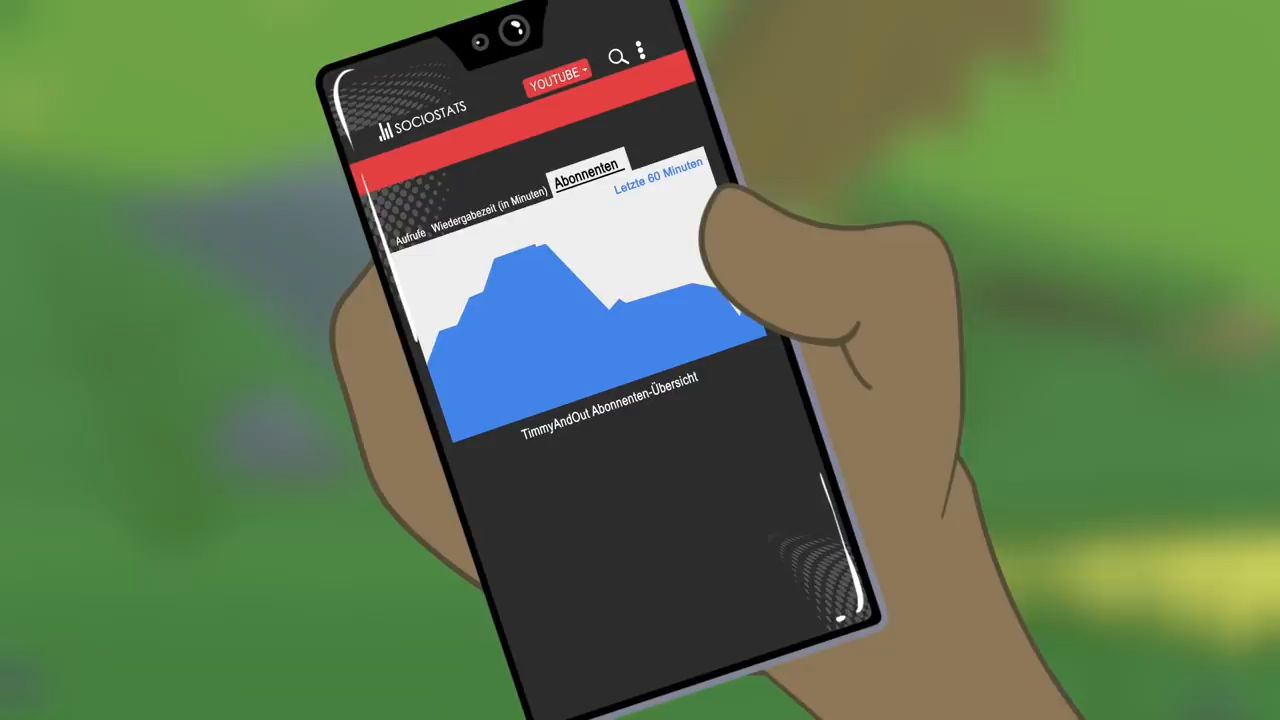 SOCIOSTATS
YOUTUBE
Aufrufe Wiedergabezeit (in Minuten) Abonnenten
Letzte 60 Minuten
TimmyAndOut Abonnenten-Übersicht